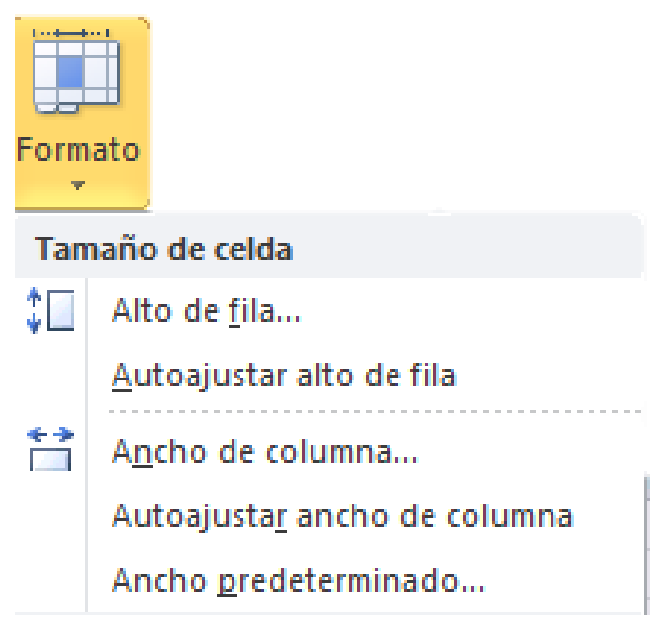 Formato
Tamaño de celda
Alto de fila...
Autoajustar alto de fila
Ancho de columna...
Autoajustar ancho de columna
Ancho predeterminado...